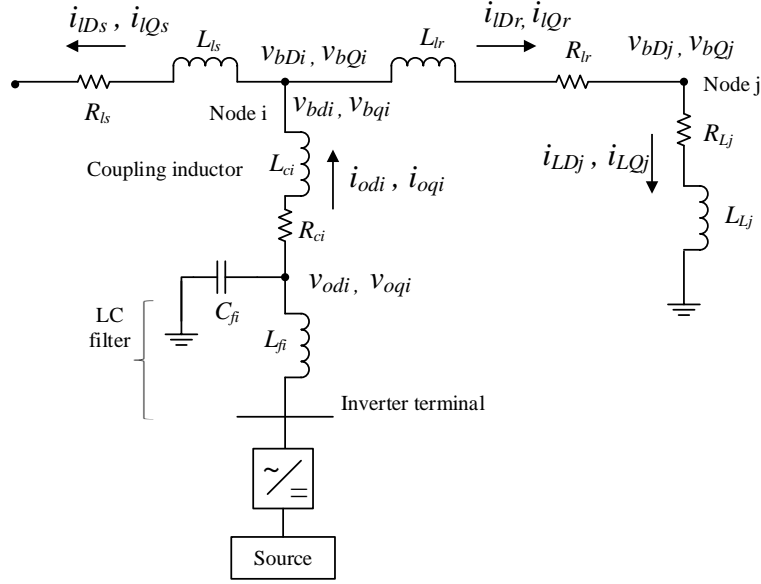 i_lDs , i_lQs
L_ls
v_bDi , v_bQi
L_lr
i_lDr, i_lQr
R_lr
v_bDj , v_bQj
R_ls
Node i
v_bdi , v_bqi
Node j
Coupling inductor
L_ci
i_odi , i_oqi
i_LDj , i_LQj
R_Lj
R_ci
L_Lj
C_fi
v_odi , v_oqi
LC
filter
L_fi
Inverter terminal
~
=
Source